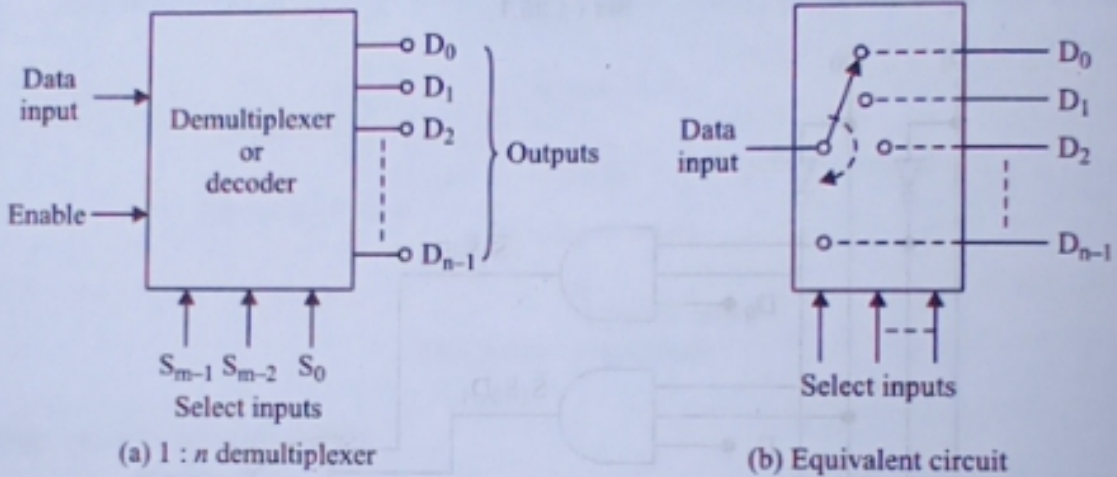 Data
input
Enable
Demultiplexer
or
decoder
D0
D1
D2
Dn–1
Outputs
Sm–1 Sm–2 S0
Select inputs
(a) 1 : n demultiplexer
Data
input
D0
D1
D2
Dn–1
Select inputs
(b) Equivalent circuit